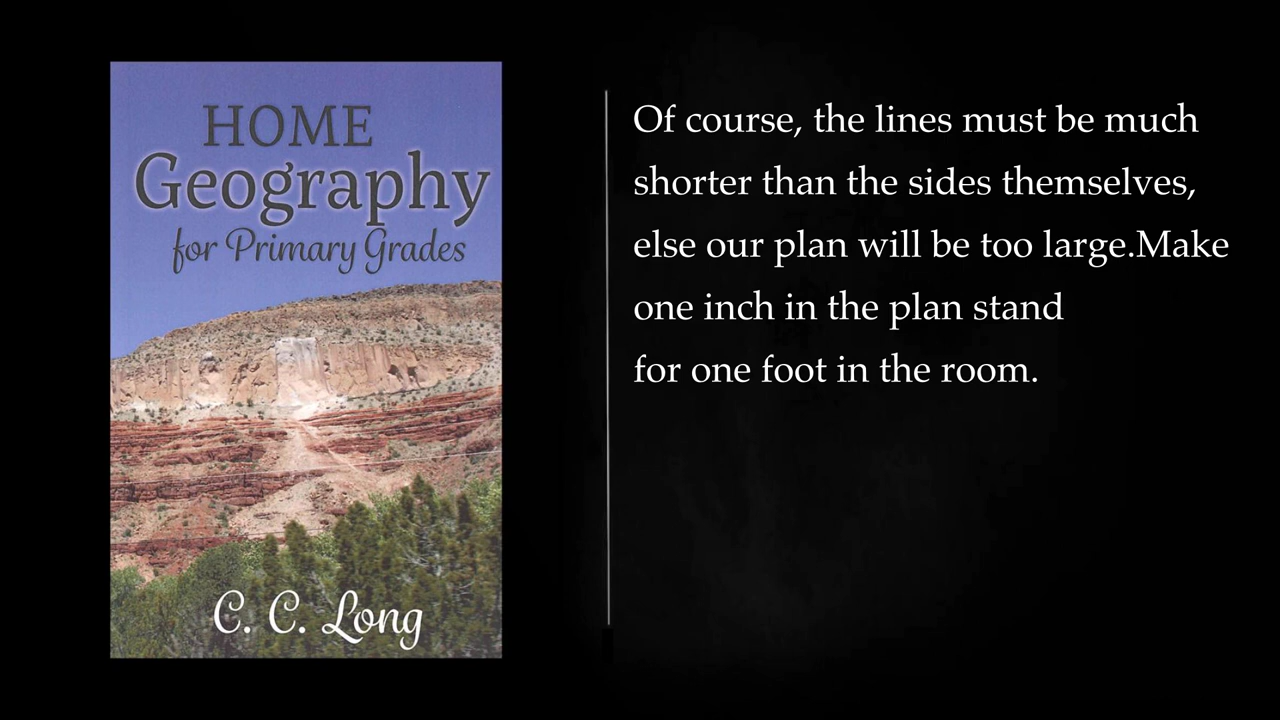 HOME
Geography
for Primary Grades
C. C. Long
Of course, the lines must be much
shorter than the sides themselves,
else our plan will be too large.Make
one inch in the plan stand
for one foot in the room.